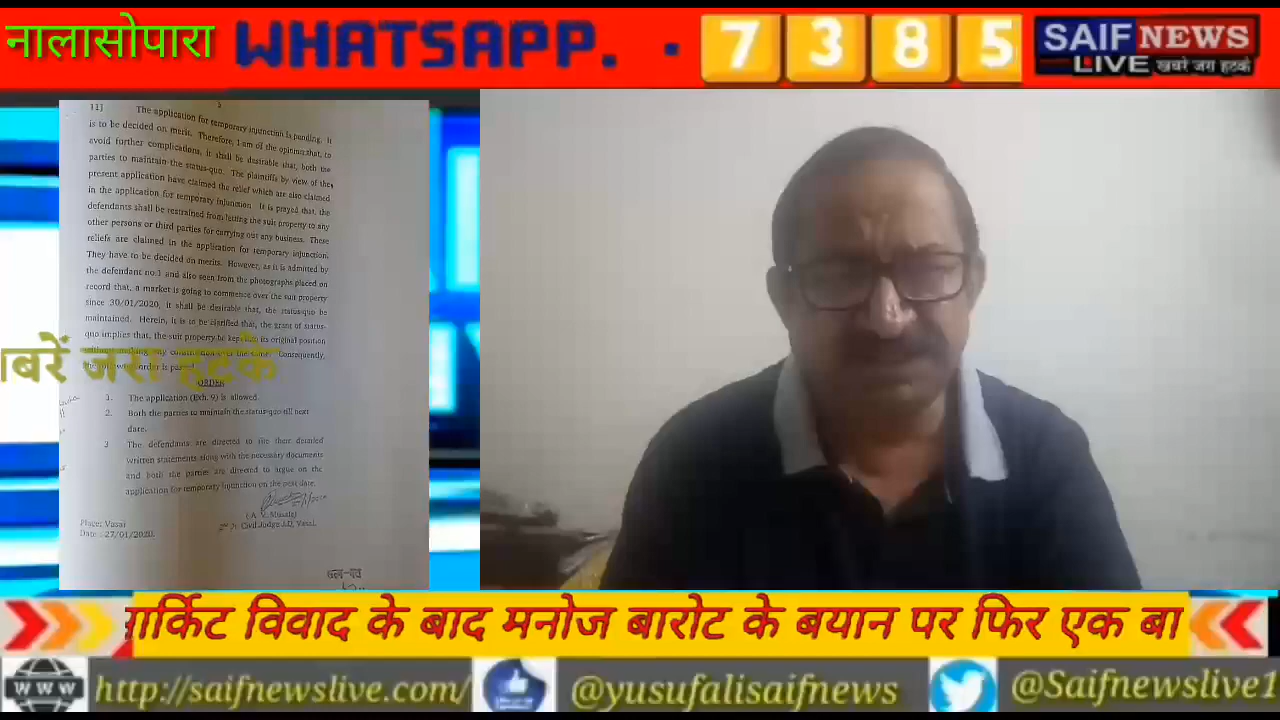 नालासोपारा WHATSAPP. - 7 3 8 5
SAIF NEWS
LIVE खबरें जरा हटके
3
11] The application for temporary injunction is pending. It
is to be decided on merit. Therefore, I am of the opinion that, to
avoid further complications, it shall be desirable that, both the
parties to maintain the status-quo. The plaintiffs by view of the
present application have claimed the relief which are also claimed
in the application for temporary injunction. It is prayed that, the
defendants shall be restrained from letting the suit property to any
other persons or third parties for carrying out any business. These
reliefs are claimed in the application for temporary injunction.
They have to be decided on merits. However, as it is admitted by
the defendant no.1 and also seen from the photographs placed on
record that, a market is going to commence over the suit property
since 30/01/2020, it shall be desirable that, the status-quo be
maintained. Herein, it is to be clarified that, the grant of status-
quo implies that, the suit property be kept its original position
Consequently,
order is
बरें जरा हटके
ORDER
1. The application (Exh. 9) is allowed.
2. Both the parties to maintain the status-quo till next
date.
3 The defendants are directed to file their detailed
written statements along with the necessary documents
and both the parties are directed to argue on the
application for temporary injunction on the next date.
Place: Vasai
2nd Jt. Civil Judge J.D, Vasai.
Date : 27/01/2020.
मार्किट विवाद के बाद मनोज बारोट के बयान पर फिर एक बा
WWW http://saifnewslive.com/ @yusufalisaifnews @Saifnewslive1